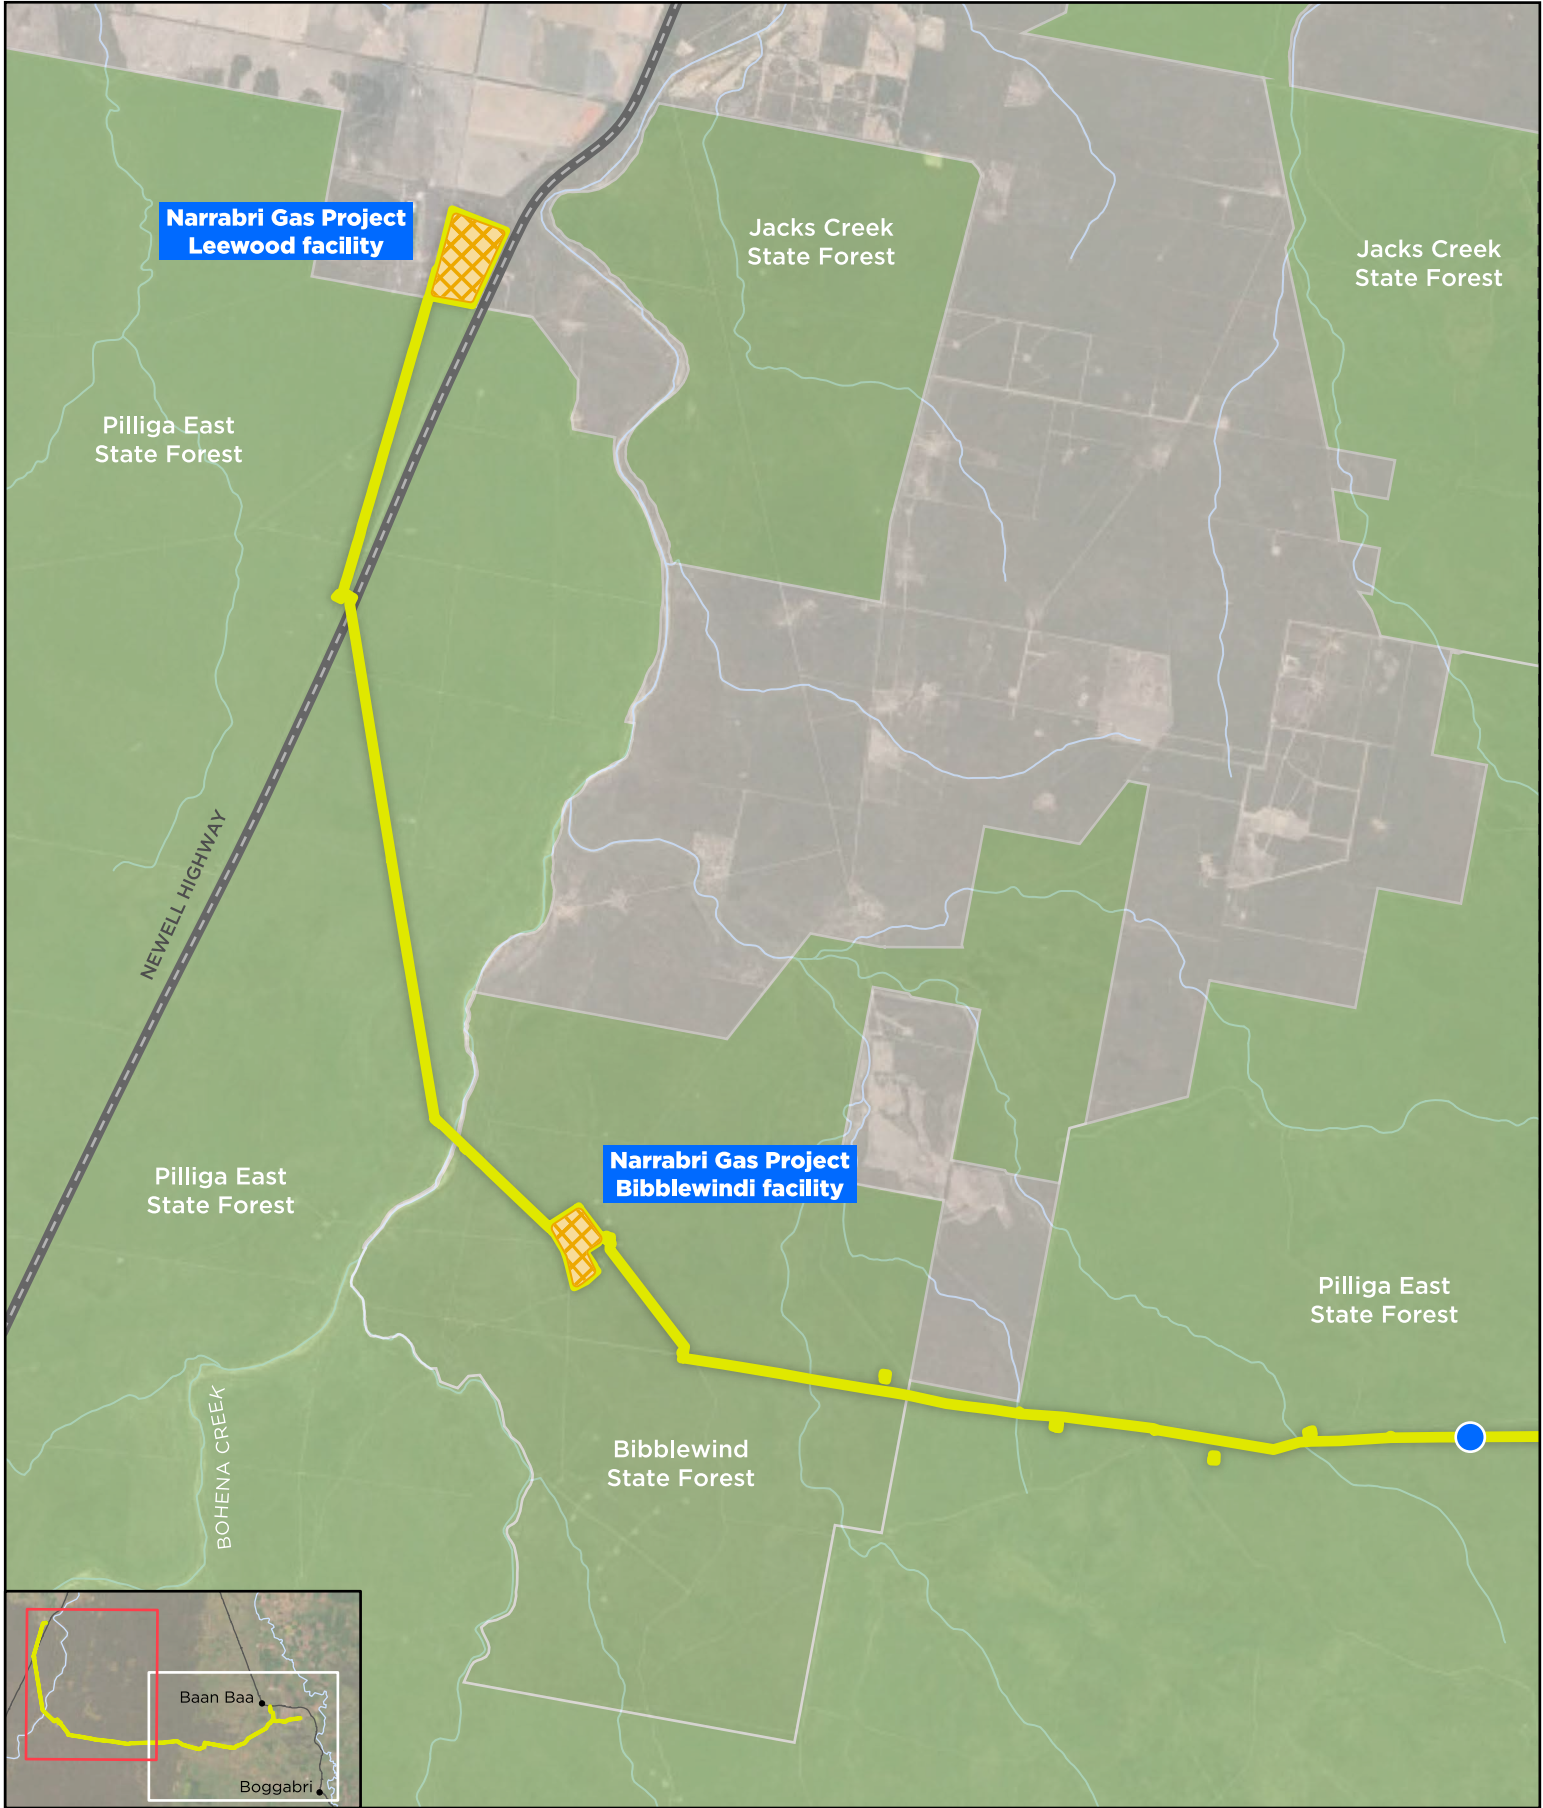 Narrabri Gas Project
Leewood facility
Jacks Creek
State Forest
Jacks Creek
State Forest
Pilliga East
State Forest
NEWELL HIGHWAY
Pilliga East
State Forest
Narrabri Gas Project
Bibblewindi facility
Pilliga East
State Forest
BOHENA CREEK
Bibblewind
State Forest
Baan Baa
Boggabri